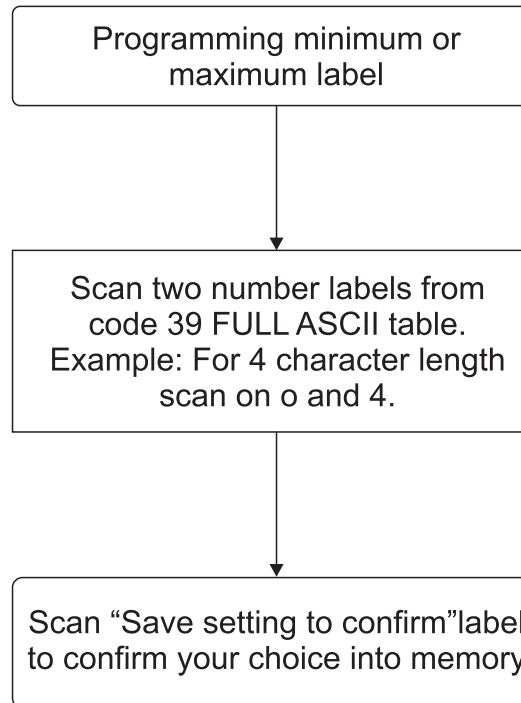 Programming minimum or
maximum label
Scan two number labels from
code 39 FULL ASCII table.
Example: For 4 character length
scan on o and 4.
Scan “Save setting to confirm”label
to confirm your choice into memory